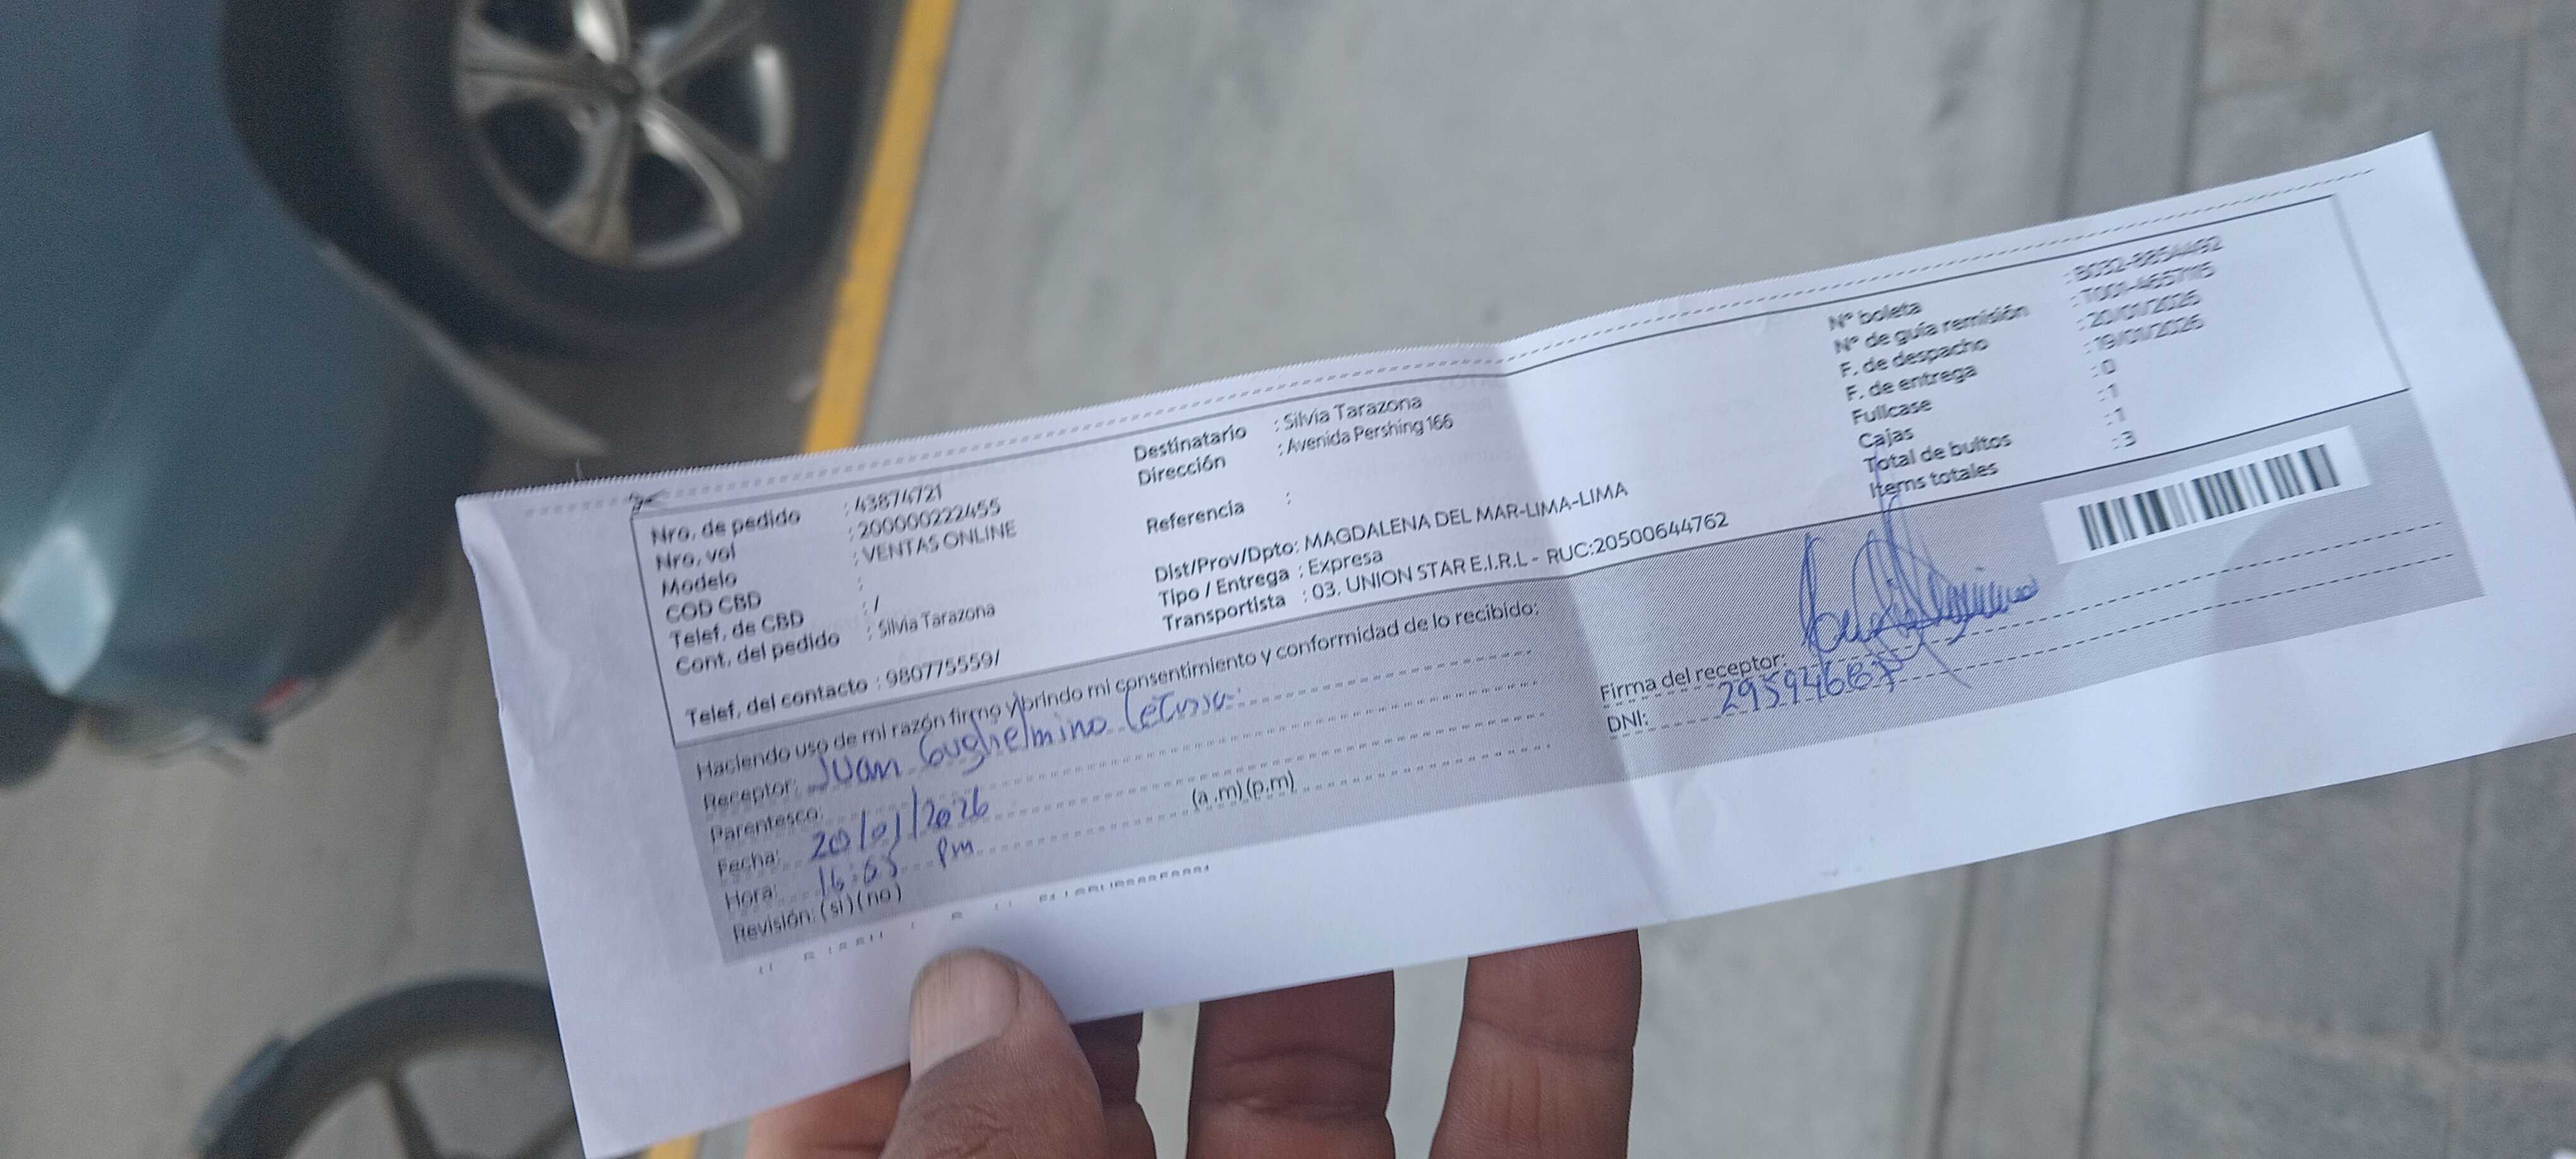 Nro. de pedido : 43874721
Nro. vol : 200000222455
Modelo : VENTAS ONLINE
COD CBD :
Telef. de CBD : /
Cont. del pedido : Silvia Tarazona
Telef. del contacto : 980775559/
Destinatario : Silvia Tarazona
Dirección : Avenida Pershing 166
Referencia :
Dist/Prov/Dpto: MAGDALENA DEL MAR-LIMA-LIMA
Tipo / Entrega : Expresa
Transportista : 03. UNION STAR E.I.R.L - RUC:20500644762
Nº boleta : B032-8854492
Nº de guía remisión : T001-4657115
F. de despacho : 20/01/2026
F. de entrega : 19/01/2026
Fullcase : 0
Cajas : 1
Total de bultos : 1
Items totales : 3
Haciendo uso de mi razón firmo y brindo mi consentimiento y conformidad de lo recibido:
Receptor: Juan Guglielmino
Parentesco:
Fecha: 20/01/2026
Hora: 16:05 pm (a .m) (p.m)
Revisión: (si) (no)
Firma del receptor:
DNI: